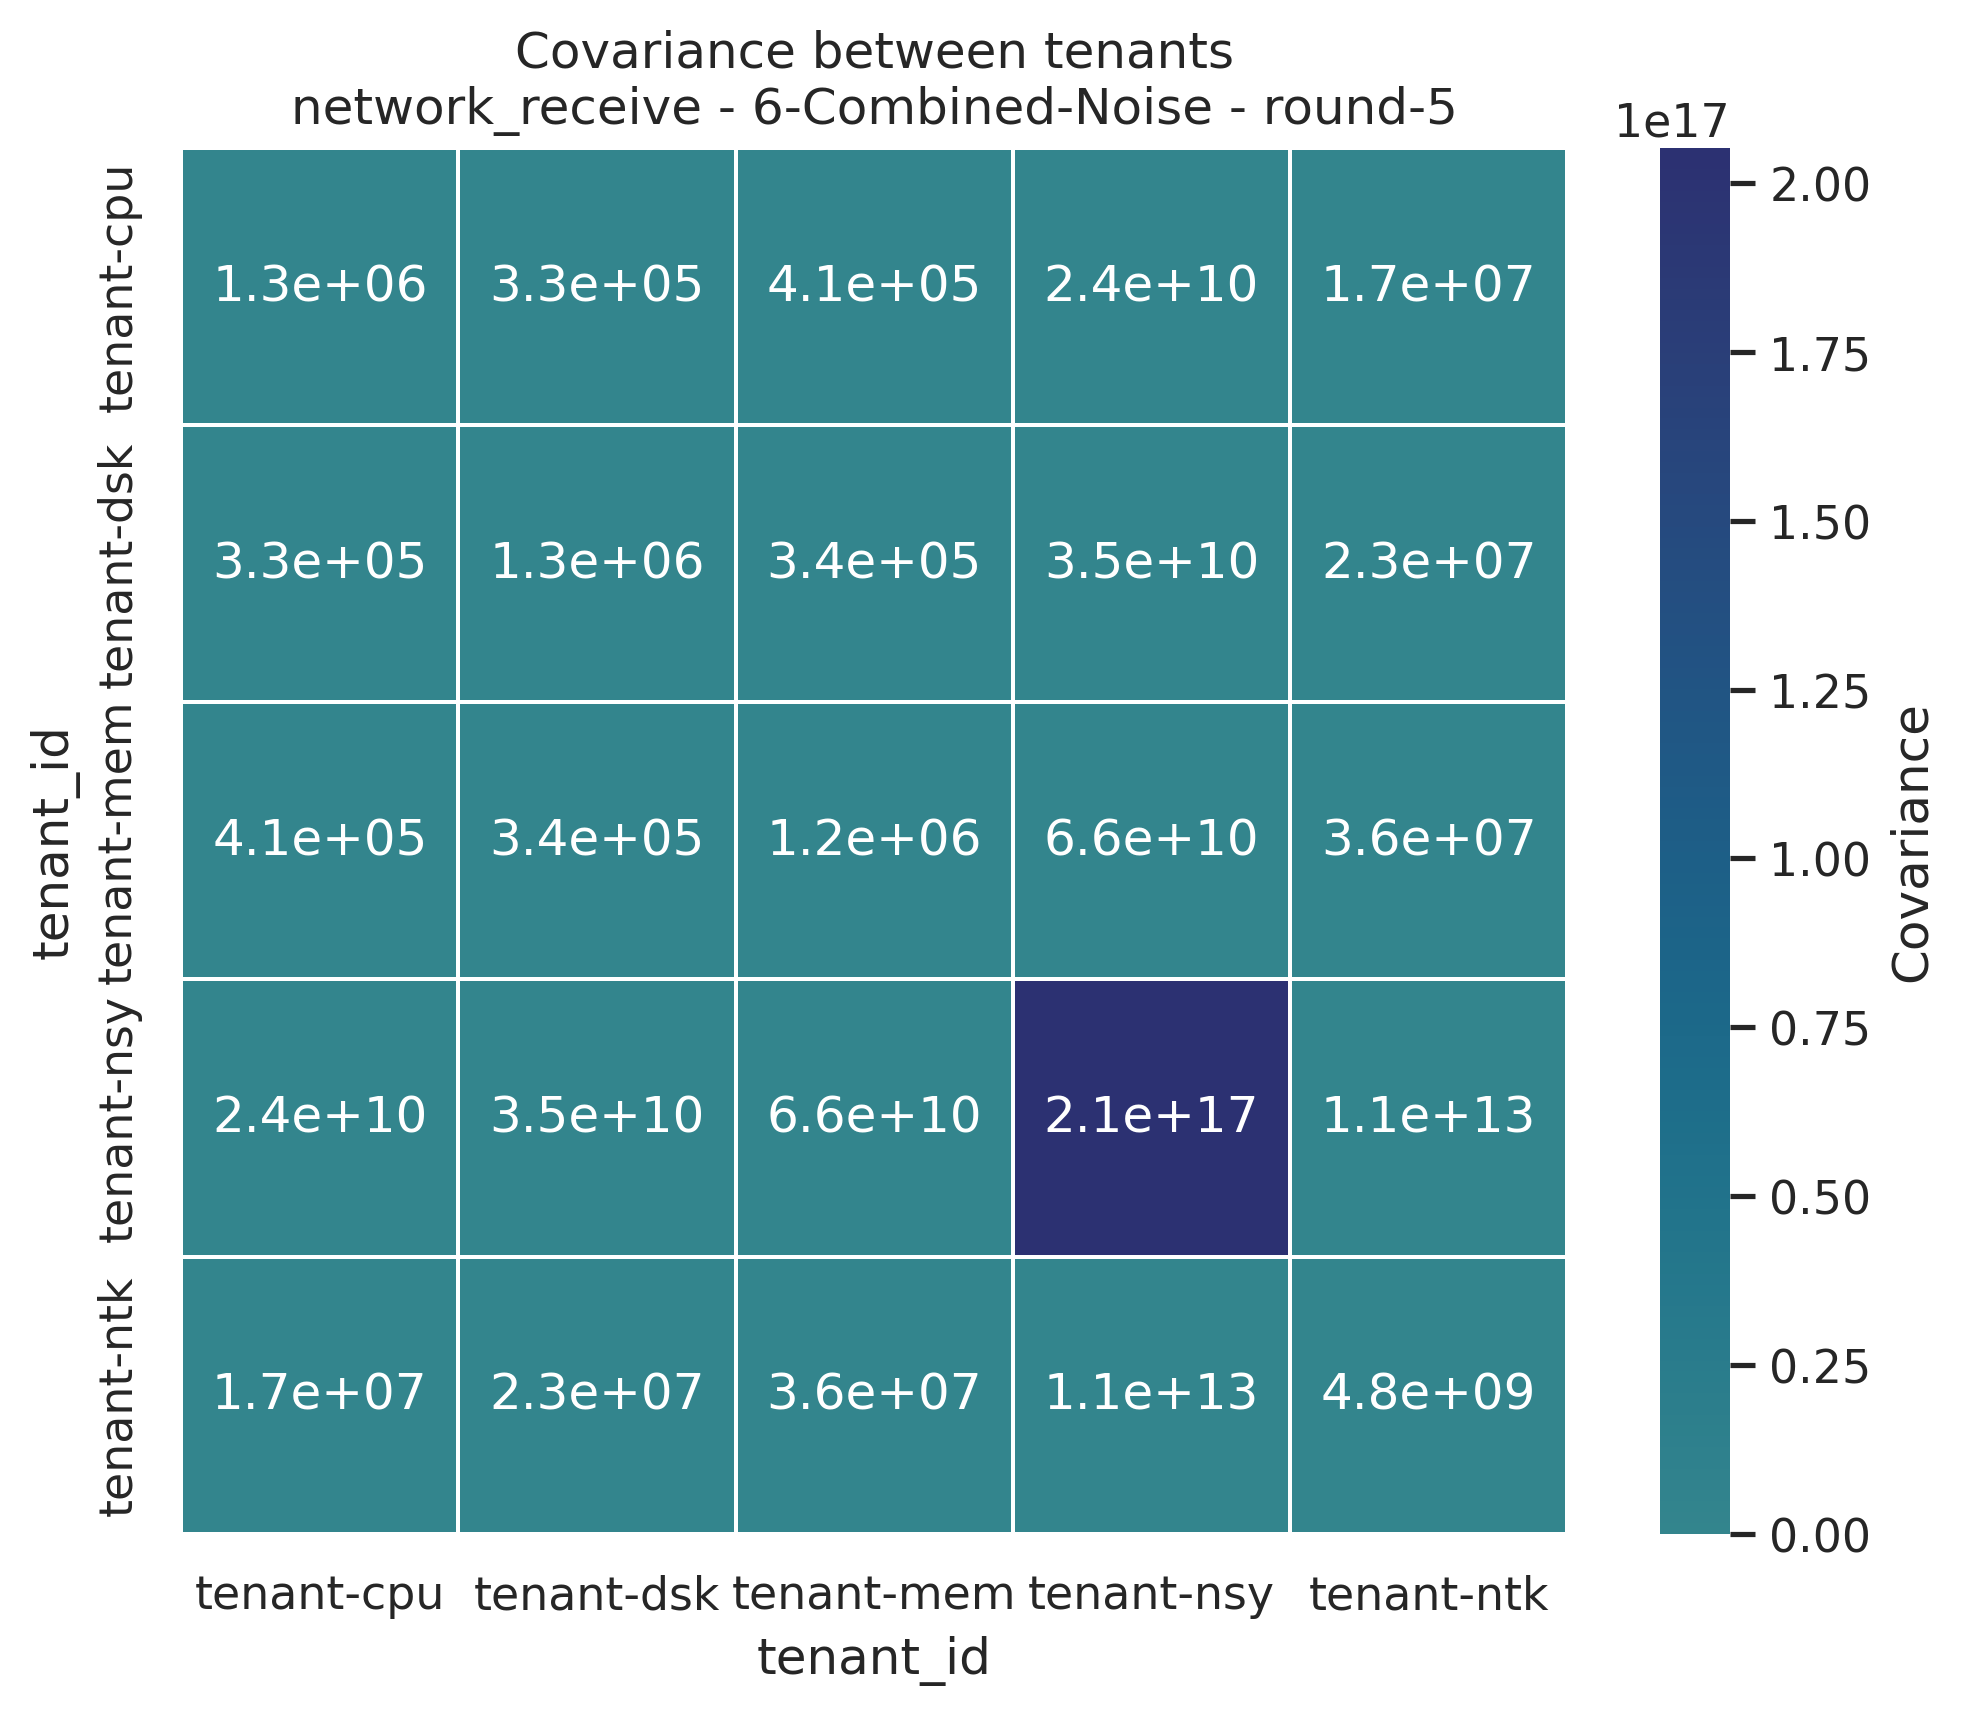 Covariance between tenants
network_receive - 6-Combined-Noise - round-5
1e17
tenant-cpu 1.3e+06 3.3e+05 4.1e+05 2.4e+10 1.7e+07
tenant-dsk 3.3e+05 1.3e+06 3.4e+05 3.5e+10 2.3e+07
tenant-mem 4.1e+05 3.4e+05 1.2e+06 6.6e+10 3.6e+07
tenant-nsy 2.4e+10 3.5e+10 6.6e+10 2.1e+17 1.1e+13
tenant-ntk 1.7e+07 2.3e+07 3.6e+07 1.1e+13 4.8e+09
tenant_id
tenant-cpu tenant-dsk tenant-mem tenant-nsy tenant-ntk
tenant_id
2.00
1.75
1.50
1.25
1.00
0.75
0.50
0.25
0.00
Covariance